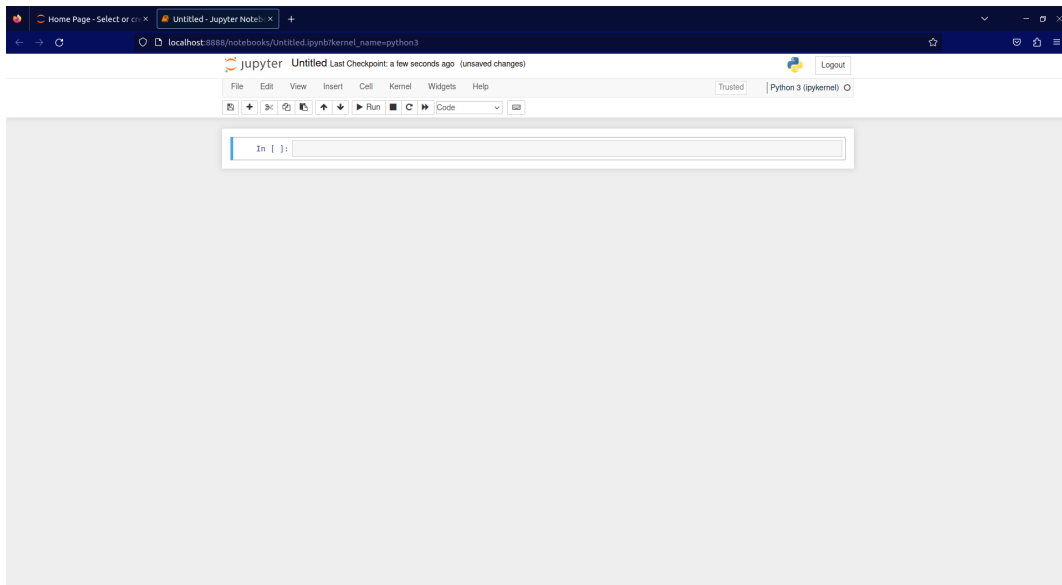 Home Page - Select or cre
Untitled - Jupyter Notebo
localhost:8888/notebooks/Untitled.ipynb?kernel_name=python3
jupyter Untitled Last Checkpoint: a few seconds ago (unsaved changes)
Logout
File Edit View Insert Cell Kernel Widgets Help
Trusted Python 3 (ipykernel)
Run Code
In [ ]: